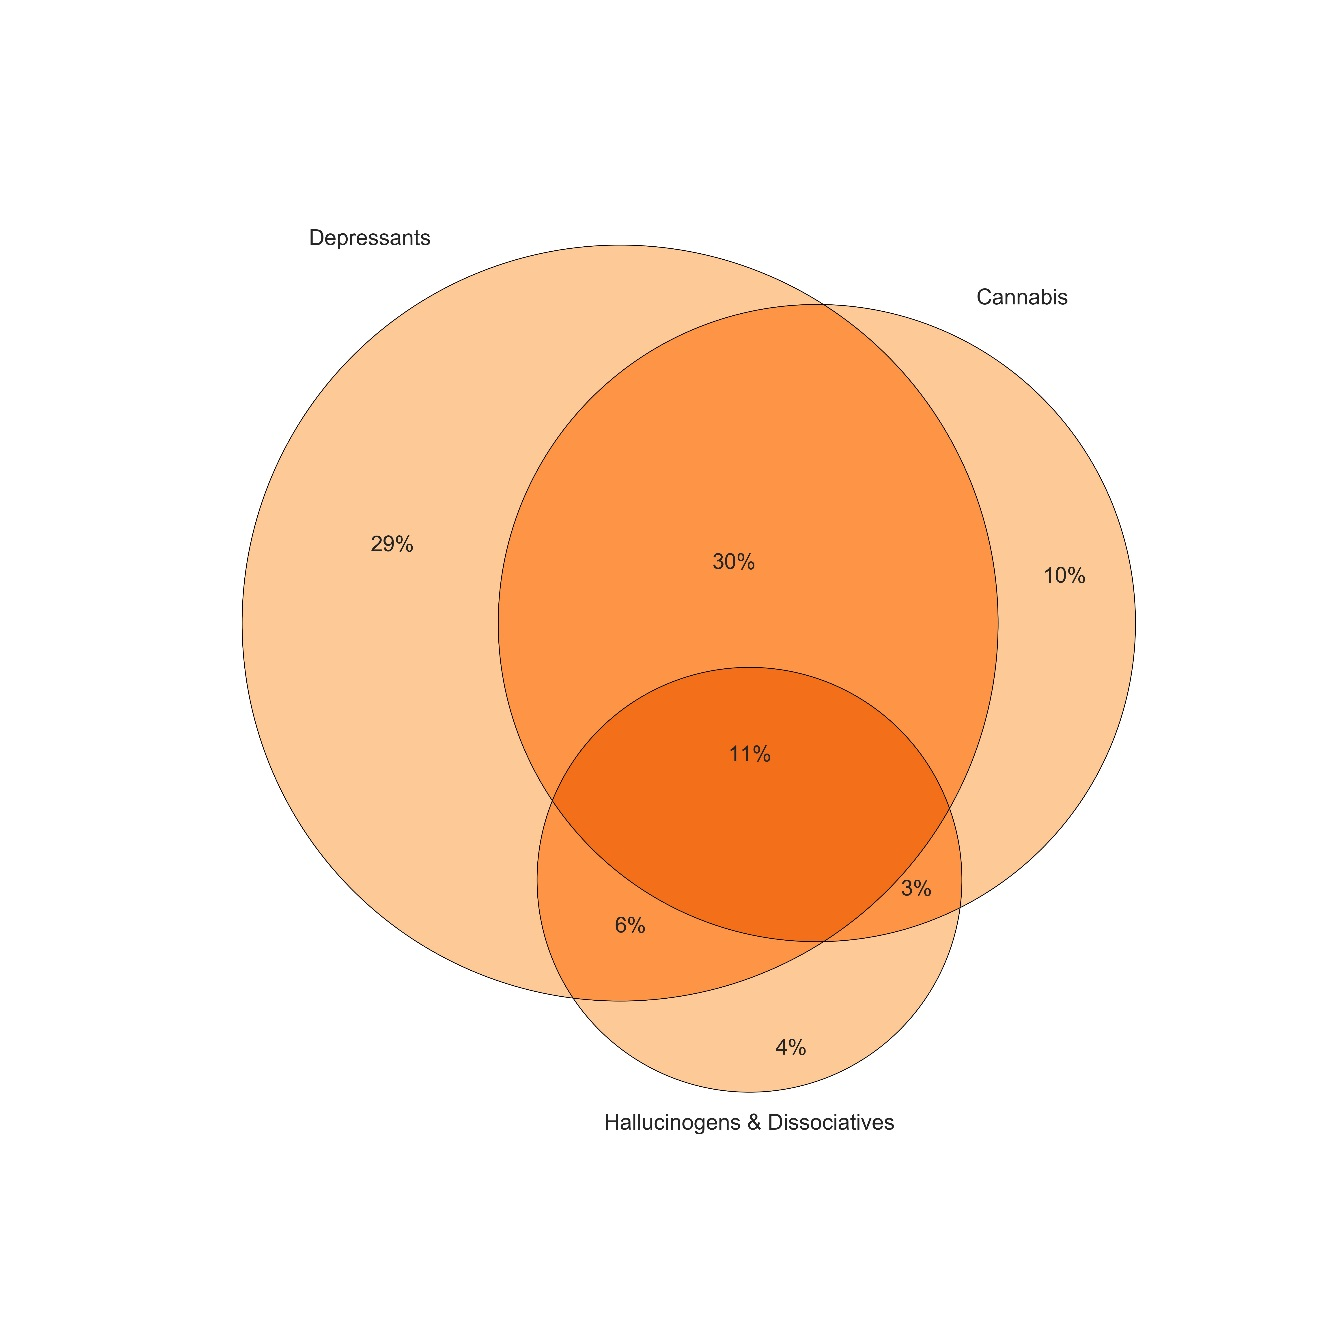 Depressants
Cannabis
29%
30%
10%
11%
3%
6%
4%
Hallucinogens & Dissociatives